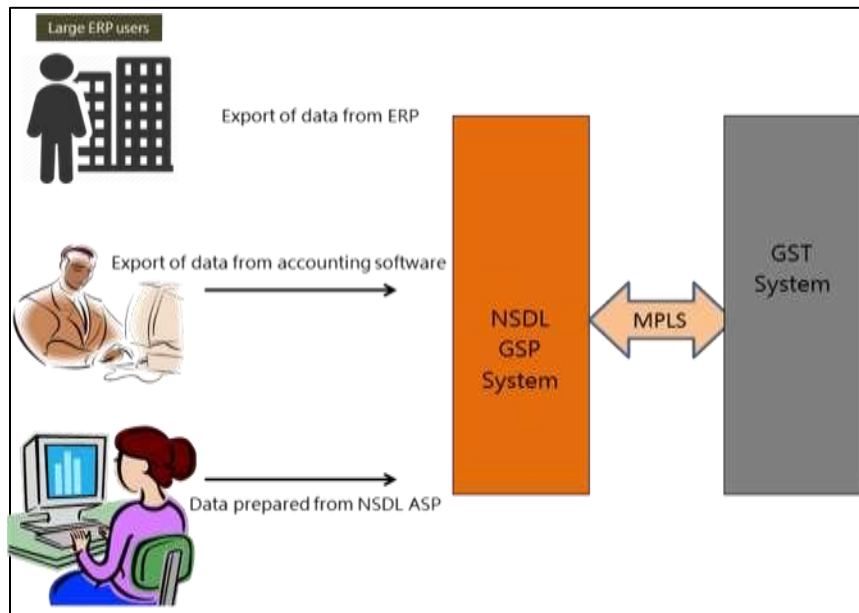 Large ERP users
Export of data from ERP
Export of data from accounting software
Data prepared from NSDL ASP
NSDL
GSP
System
MPLS
GST
System